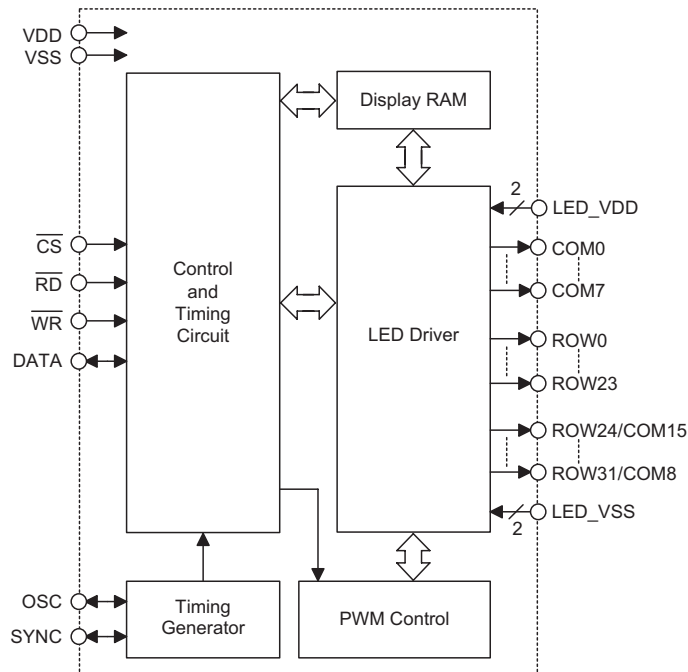 VDD
VSS
Display RAM
2
LED_VDD
CS
COM0
Control
and
Timing
Circuit
RD
COM7
WR
LED Driver
ROW0
DATA
ROW23
ROW24/COM15
ROW31/COM8
LED_VSS
2
OSC
Timing
Generator
PWM Control
SYNC